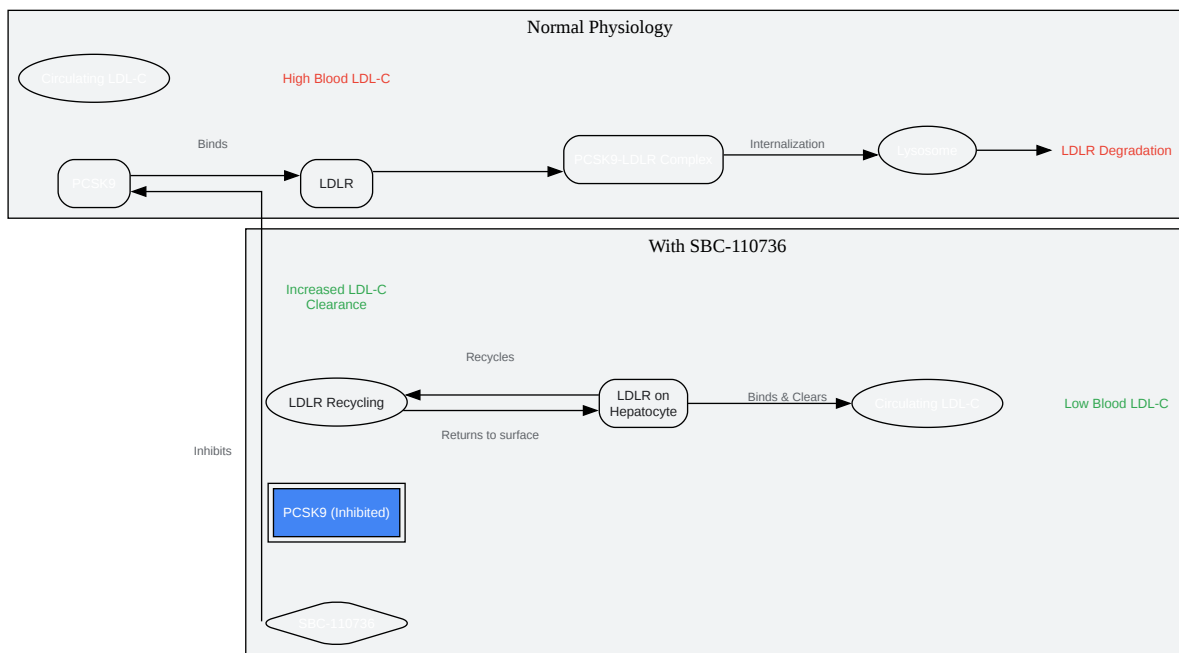 Normal Physiology
Circulating LDL-C
High Blood LDL-C
Binds
PCSK9
LDLR
PCSK9-LDLR Complex
Internalization
Lysosome
LDLR Degradation
With SBC-110736
Increased LDL-C
Clearance
Recycles
LDLR Recycling
LDLR on
Hepatocyte
Binds & Clears
Circulating LDL-C
Low Blood LDL-C
Returns to surface
Inhibits
PCSK9 (Inhibited)
SBC-110736